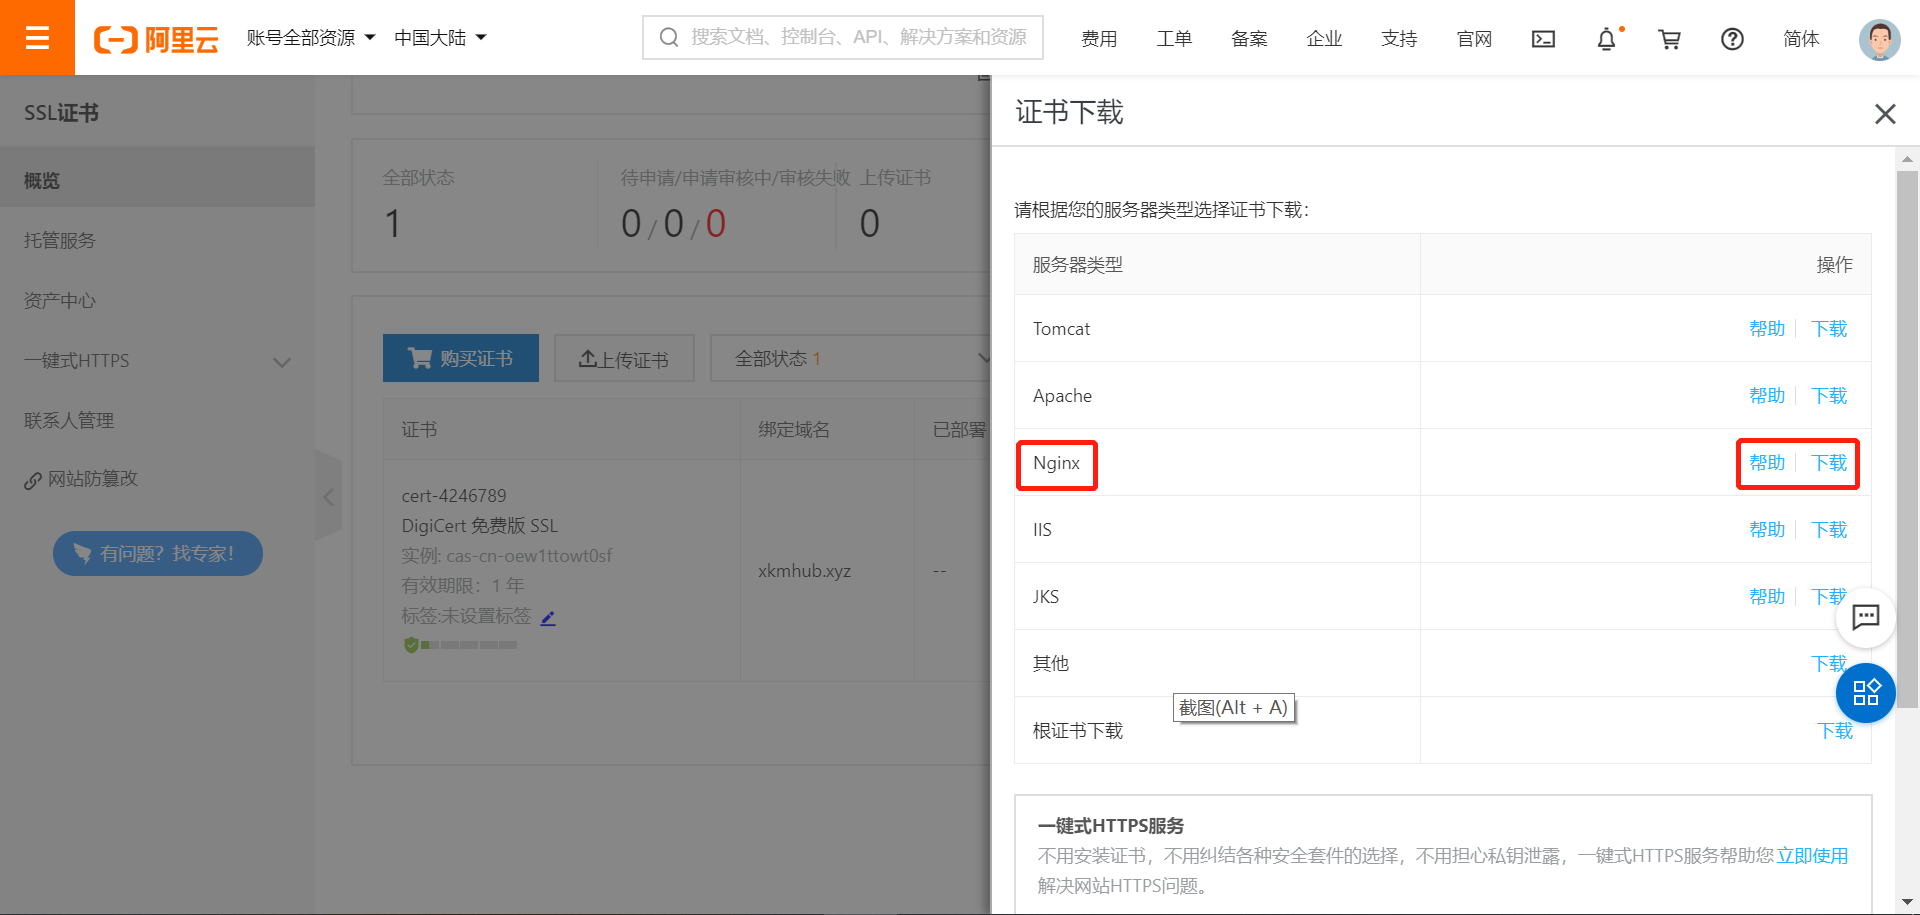 阿里云
账号全部资源
中国大陆
搜索文档、控制台、API、解决方案和资源
费用
工单
备案
企业
支持
官网
简体
SSL证书
概览
托管服务
资产中心
一键式HTTPS
联系人管理
网站防篡改
有问题？找专家！
全部状态
1
待申请/申请审核中/审核失败
0 / 0 / 0
上传证书
0
购买证书
上传证书
全部状态 1
证书
绑定域名
已部署
cert-4246789
DigiCert 免费版 SSL
实例: cas-cn-oew1ttowt0sf
有效期限：1 年
标签:未设置标签
xkmhub.xyz
--
证书下载
请根据您的服务器类型选择证书下载：
服务器类型 操作
Tomcat 帮助 下载
Apache 帮助 下载
Nginx 帮助 下载
IIS 帮助 下载
JKS 帮助 下载
其他 下载
截图(Alt + A)
根证书下载 下载
一键式HTTPS服务
不用安装证书，不用纠结各种安全套件的选择，不用担心私钥泄露，一键式HTTPS服务帮助您 立即使用
解决网站HTTPS问题。